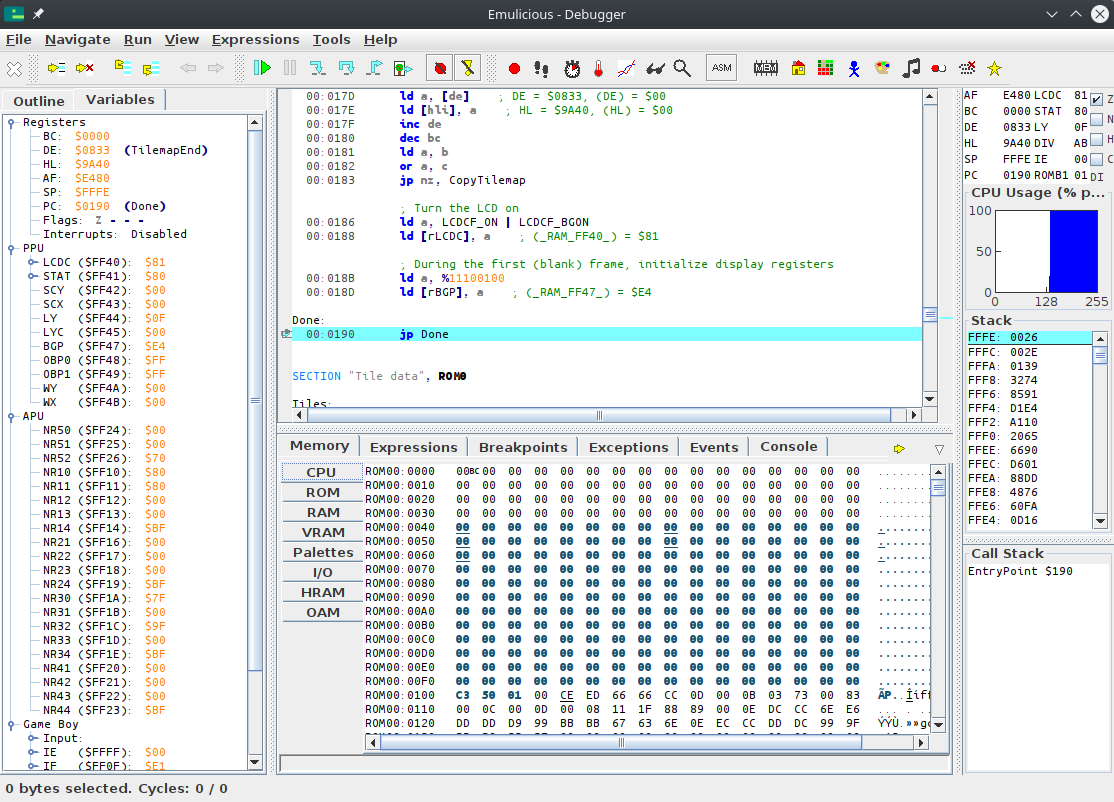 Emulicious - Debugger
File Navigate Run View Expressions Tools Help
ASM MEM
Outline Variables
Registers
BC: $0000
DE: $0833 (TilemapEnd)
HL: $9A40
AF: $E480
SP: $FFFE
PC: $0190 (Done)
Flags: Z - - -
Interrupts: Disabled
PPU
LCDC ($FF40): $81
STAT ($FF41): $80
SCY ($FF42): $00
SCX ($FF43): $00
LY ($FF44): $0F
LYC ($FF45): $00
BGP ($FF47): $E4
OBP0 ($FF48): $FF
OBP1 ($FF49): $FF
WY ($FF4A): $00
WX ($FF4B): $00
APU
NR50 ($FF24): $00
NR51 ($FF25): $00
NR52 ($FF26): $70
NR10 ($FF10): $80
NR11 ($FF11): $80
NR12 ($FF12): $00
NR13 ($FF13): $00
NR14 ($FF14): $BF
NR21 ($FF16): $00
NR22 ($FF17): $00
NR23 ($FF18): $00
NR24 ($FF19): $BF
NR30 ($FF1A): $7F
NR31 ($FF1B): $00
NR32 ($FF1C): $9F
NR33 ($FF1D): $00
NR34 ($FF1E): $BF
NR41 ($FF20): $00
NR42 ($FF21): $00
NR43 ($FF22): $00
NR44 ($FF23): $BF
Game Boy
Input:
IE ($FFFF): $00
IF ($FF0F): $E1
00:017D ld a, [de] ; DE = $0833, (DE) = $00
00:017E ld [hli], a ; HL = $9A40, (HL) = $00
00:017F inc de
00:0180 dec bc
00:0181 ld a, b
00:0182 or a, c
00:0183 jp nz, CopyTilemap
; Turn the LCD on
00:0186 ld a, LCDCF_ON | LCDCF_BGON
00:0188 ld [rLCDC], a ; (_RAM_FF40_) = $81
; During the first (blank) frame, initialize display registers
00:018B ld a, %11100100
00:018D ld [rBGP], a ; (_RAM_FF47_) = $E4
Done:
00:0190 jp Done
SECTION "Tile data", ROM0
Tiles:
Memory Expressions Breakpoints Exceptions Events Console
CPU
ROM
RAM
VRAM
Palettes
I/O
HRAM
OAM
ROM00:0000 00BC00 00 00 00 00 00 00 00 00 00 00 00 00 00 00
ROM00:0010 00 00 00 00 00 00 00 00 00 00 00 00 00 00 00 00
ROM00:0020 00 00 00 00 00 00 00 00 00 00 00 00 00 00 00 00
ROM00:0030 00 00 00 00 00 00 00 00 00 00 00 00 00 00 00 00
ROM00:0040 00 00 00 00 00 00 00 00 00 00 00 00 00 00 00 00
ROM00:0050 00 00 00 00 00 00 00 00 00 00 00 00 00 00 00 00
ROM00:0060 00 00 00 00 00 00 00 00 00 00 00 00 00 00 00 00
ROM00:0070 00 00 00 00 00 00 00 00 00 00 00 00 00 00 00 00
ROM00:0080 00 00 00 00 00 00 00 00 00 00 00 00 00 00 00 00
ROM00:0090 00 00 00 00 00 00 00 00 00 00 00 00 00 00 00 00
ROM00:00A0 00 00 00 00 00 00 00 00 00 00 00 00 00 00 00 00
ROM00:00B0 00 00 00 00 00 00 00 00 00 00 00 00 00 00 00 00
ROM00:00C0 00 00 00 00 00 00 00 00 00 00 00 00 00 00 00 00
ROM00:00D0 00 00 00 00 00 00 00 00 00 00 00 00 00 00 00 00
ROM00:00E0 00 00 00 00 00 00 00 00 00 00 00 00 00 00 00 00
ROM00:00F0 00 00 00 00 00 00 00 00 00 00 00 00 00 00 00 00
ROM00:0100 C3 50 01 00 CE ED 66 66 CC 0D 00 0B 03 73 00 83 ÃP..Îíff
ROM00:0110 00 0C 00 0D 00 08 11 1F 88 89 00 0E DC CC 6E E6 ........
ROM00:0120 DD DD D9 99 BB BB 67 63 6E 0E EC CC DD DC 99 9F ÝÝÙ.»»gc
AF E480 LCDC 81 Z
BC 0000 STAT 80 N
DE 0833 LY 0F
HL 9A40 DIV AB H
SP FFFE IE 00 C
PC 0190 ROMB1 01 DI
CPU Usage (% p...
100
50
0
0 128 255
Stack
FFFE: 0026
FFFC: 002E
FFFA: 0139
FFF8: 3274
FFF6: 8591
FFF4: D1E4
FFF2: A110
FFF0: 2065
FFEE: 6690
FFEC: D601
FFEA: 88DD
FFE8: 4876
FFE6: 60FA
FFE4: 0D16
Call Stack
EntryPoint $190
0 bytes selected. Cycles: 0 / 0